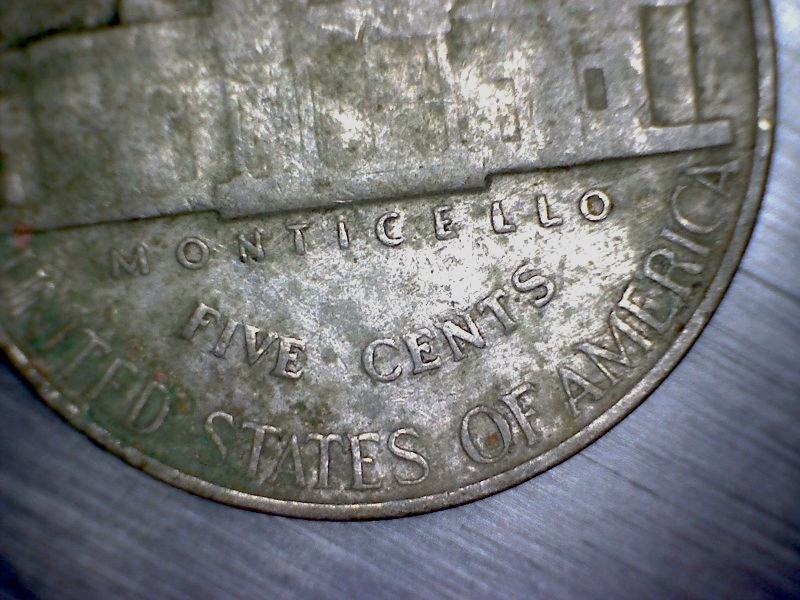 MONTICELLO
FIVE CENTS
UNITED STATES OF AMERICA